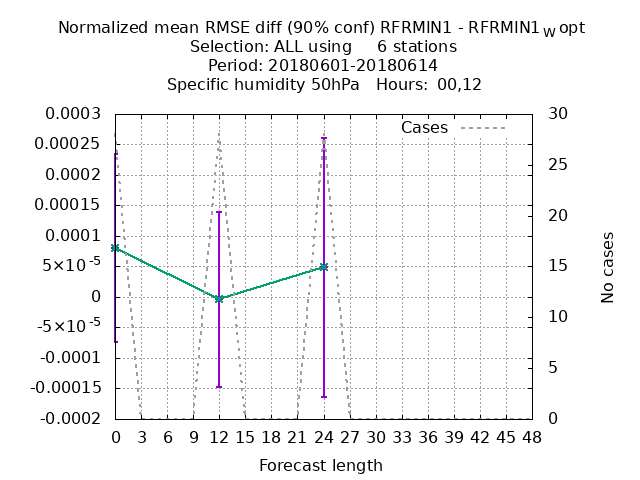 Normalized mean RMSE diff (90% conf) RFRMIN1 - RFRMIN1W opt
Selection: ALL using     6 stations
Period: 20180601-20180614
Specific humidity 50hPa   Hours: 00,12
Cases
0.0003
0.00025
0.0002
0.00015
0.0001
5×10-5
0
-5×10-5
-0.0001
-0.00015
-0.0002
30
25
20
15
10
5
0
No cases
0 3 6 9 12 15 18 21 24 27 30 33 36 39 42 45 48
Forecast length